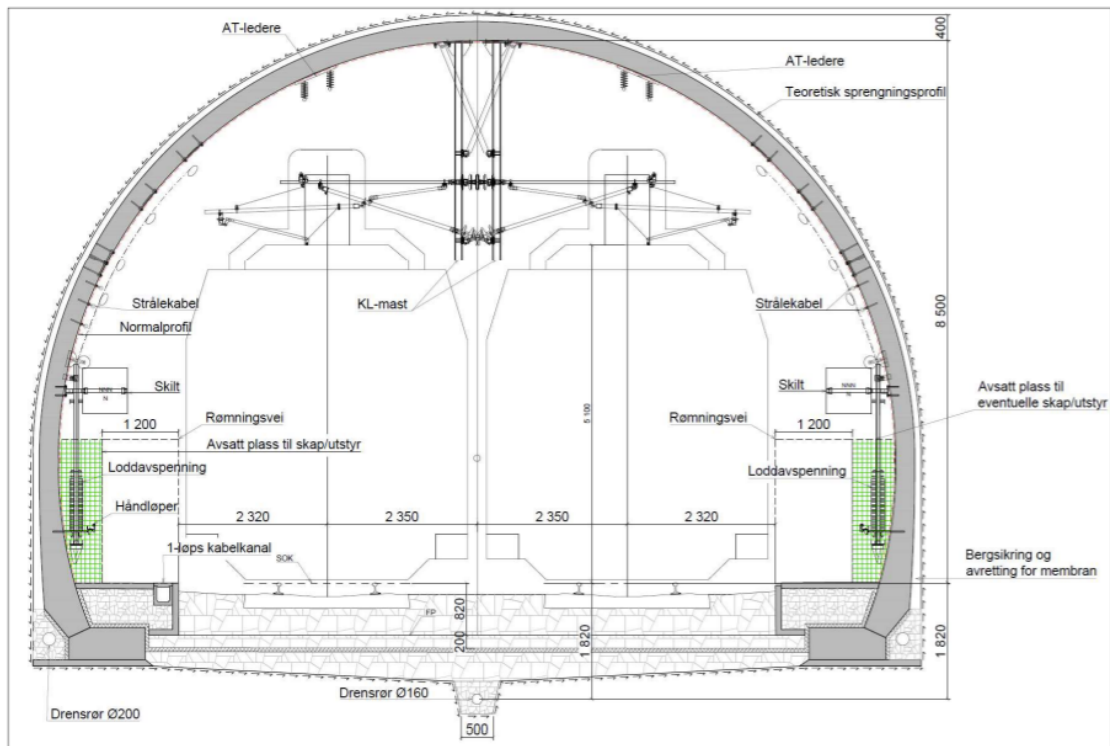 AT-ledere
400
AT-ledere
Teoretisk sprengningsprofil
Strålekabel
KL-mast
Strålekabel
8 500
Normalprofil
Skilt
NNN
N
Skilt
NNN
N
Avsatt plass til
eventuelle skap/utstyr
5 100
1 200
Rømningsvei
Rømningsvei
1 200
Avsatt plass til skap/utstyr
Loddavspenning
Loddavspenning
Håndløper
2 320
2 350
2 350
2 320
1-løps kabelkanal
SOK
Bergsikring og
avretting for membran
820
FP
200
1 820
1 820
Drensrør Ø160
Drensrør Ø200
500